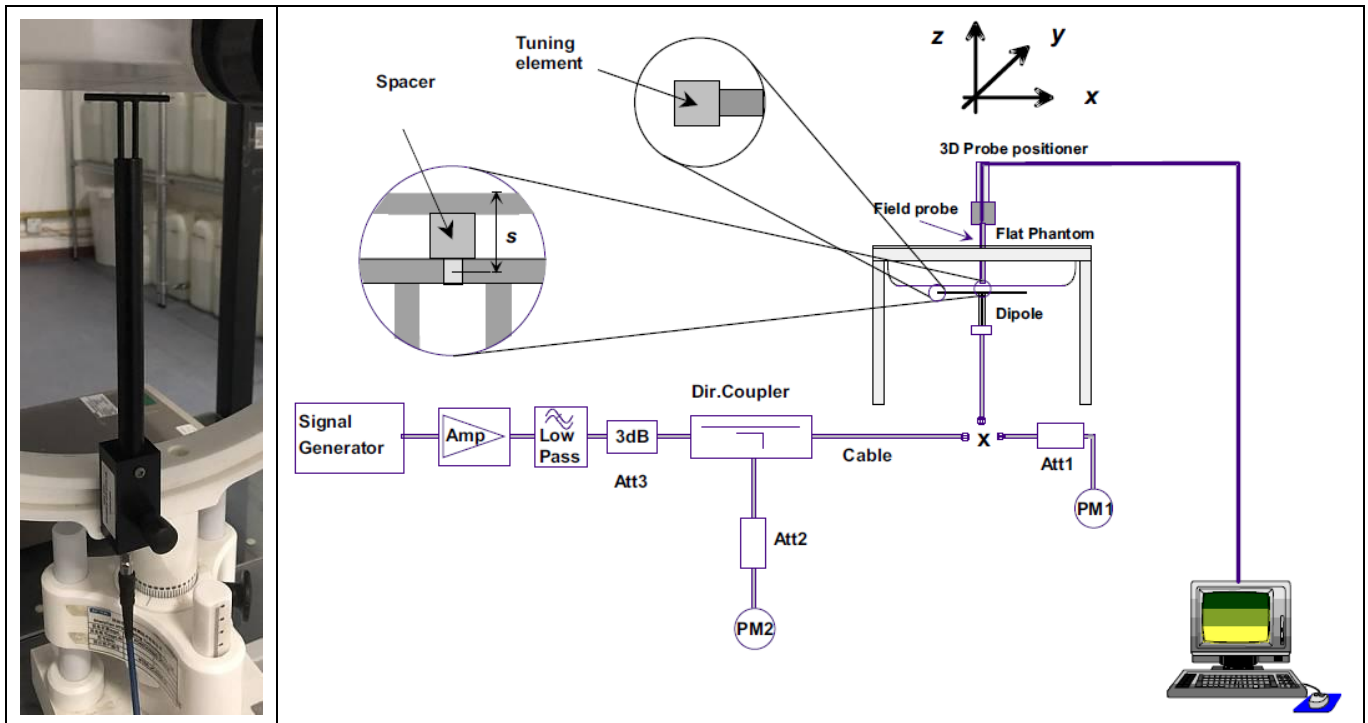 Tuning
element
Spacer
s
z
y
x
3D Probe positioner
Field probe
Flat Phantom
Dipole
Dir.Coupler
Signal
Generator
Amp
Low
Pass
3dB
Att3
Cable
x
Att1
PM1
Att2
PM2